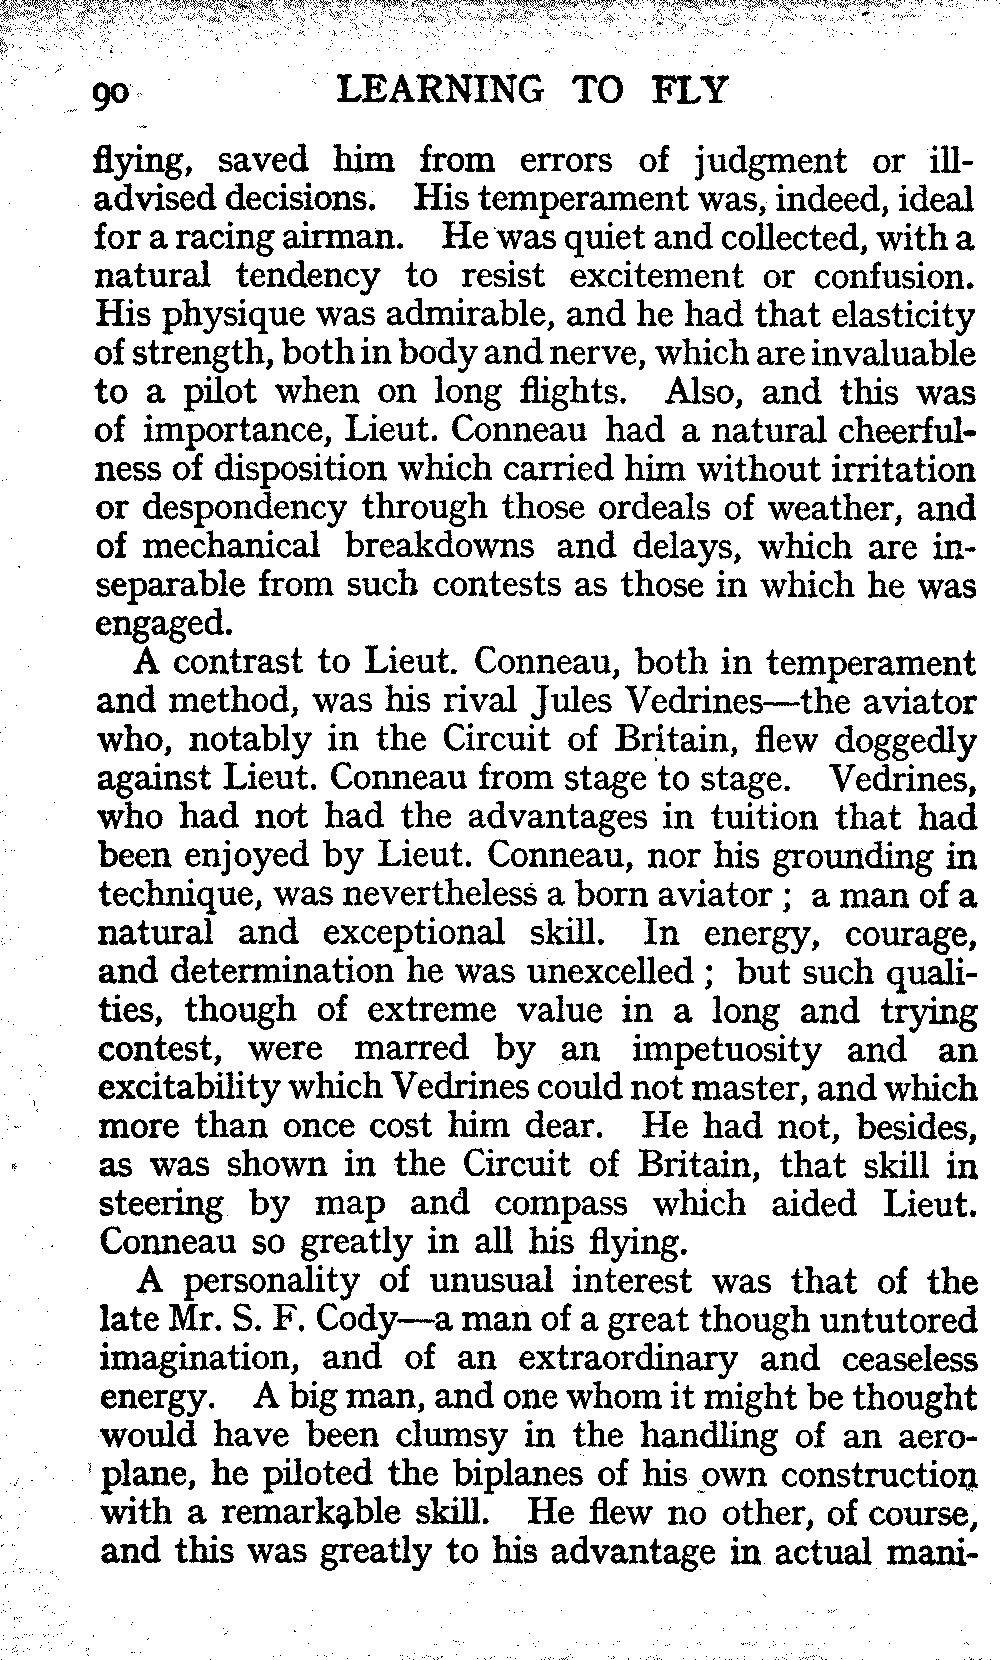 90 LEARNING TO FLY
flying, saved him from errors of judgment or ill-
advised decisions. His temperament was, indeed, ideal
for a racing airman. He was quiet and collected, with a
natural tendency to resist excitement or confusion.
His physique was admirable, and he had that elasticity
of strength, both in body and nerve, which are invaluable
to a pilot when on long flights. Also, and this was
of importance, Lieut. Conneau had a natural cheerful-
ness of disposition which carried him without irritation
or despondency through those ordeals of weather, and
of mechanical breakdowns and delays, which are in-
separable from such contests as those in which he was
engaged.
A contrast to Lieut. Conneau, both in temperament
and method, was his rival Jules Vedrines—the aviator
who, notably in the Circuit of Britain, flew doggedly
against Lieut. Conneau from stage to stage. Vedrines,
who had not had the advantages in tuition that had
been enjoyed by Lieut. Conneau, nor his grounding in
technique, was nevertheless a born aviator ; a man of a
natural and exceptional skill. In energy, courage,
and determination he was unexcelled ; but such quali-
ties, though of extreme value in a long and trying
contest, were marred by an impetuosity and an
excitability which Vedrines could not master, and which
more than once cost him dear. He had not, besides,
as was shown in the Circuit of Britain, that skill in
steering by map and compass which aided Lieut.
Conneau so greatly in all his flying.
A personality of unusual interest was that of the
late Mr. S. F. Cody—a man of a great though untutored
imagination, and of an extraordinary and ceaseless
energy. A big man, and one whom it might be thought
would have been clumsy in the handling of an aero-
plane, he piloted the biplanes of his own construction
with a remarkable skill. He flew no other, of course,
and this was greatly to his advantage in actual mani-